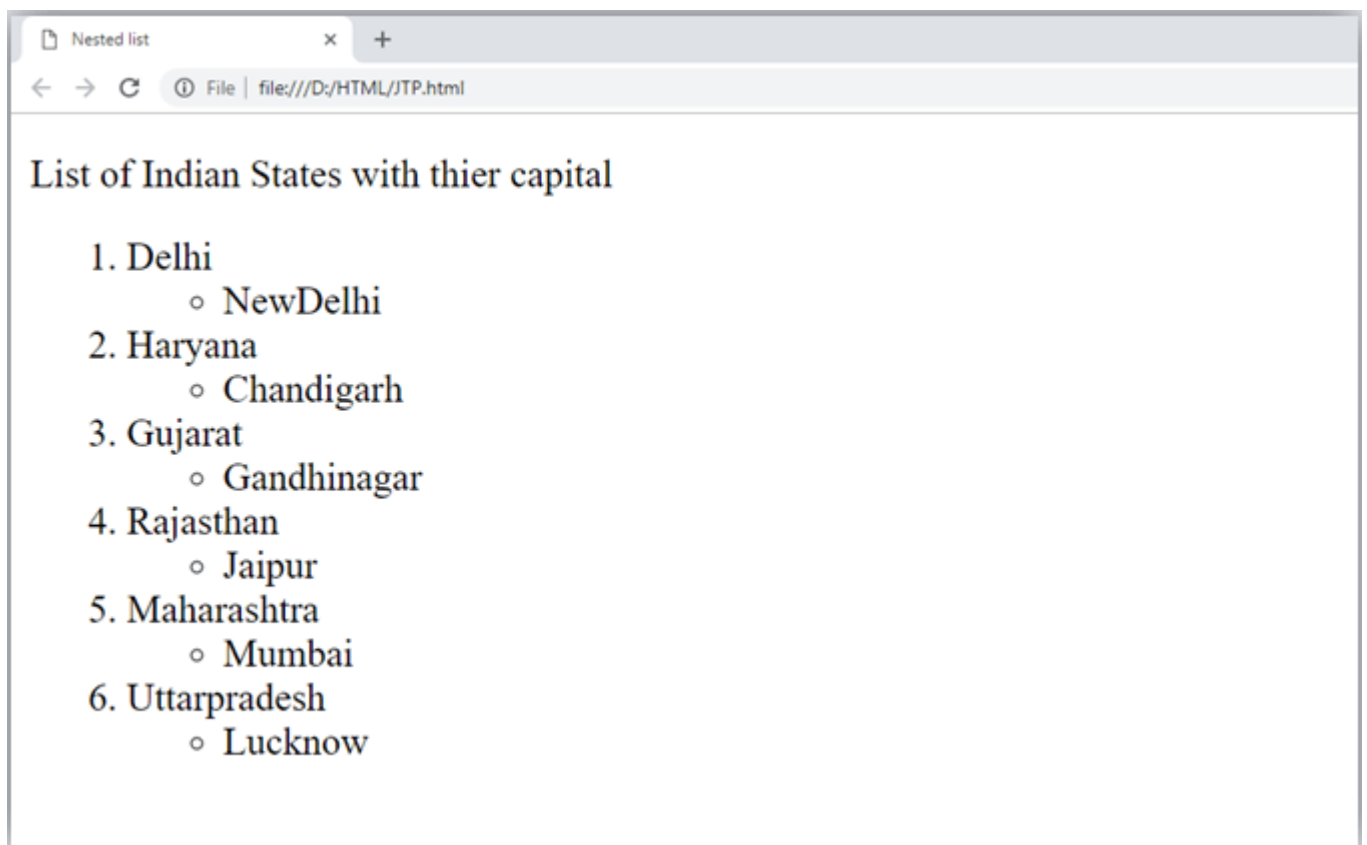 Nested list
File | file:///D:/HTML/JTP.html
List of Indian States with thier capital
1. Delhi
◦ NewDelhi
2. Haryana
◦ Chandigarh
3. Gujarat
◦ Gandhinagar
4. Rajasthan
◦ Jaipur
5. Maharashtra
◦ Mumbai
6. Uttarpradesh
◦ Lucknow